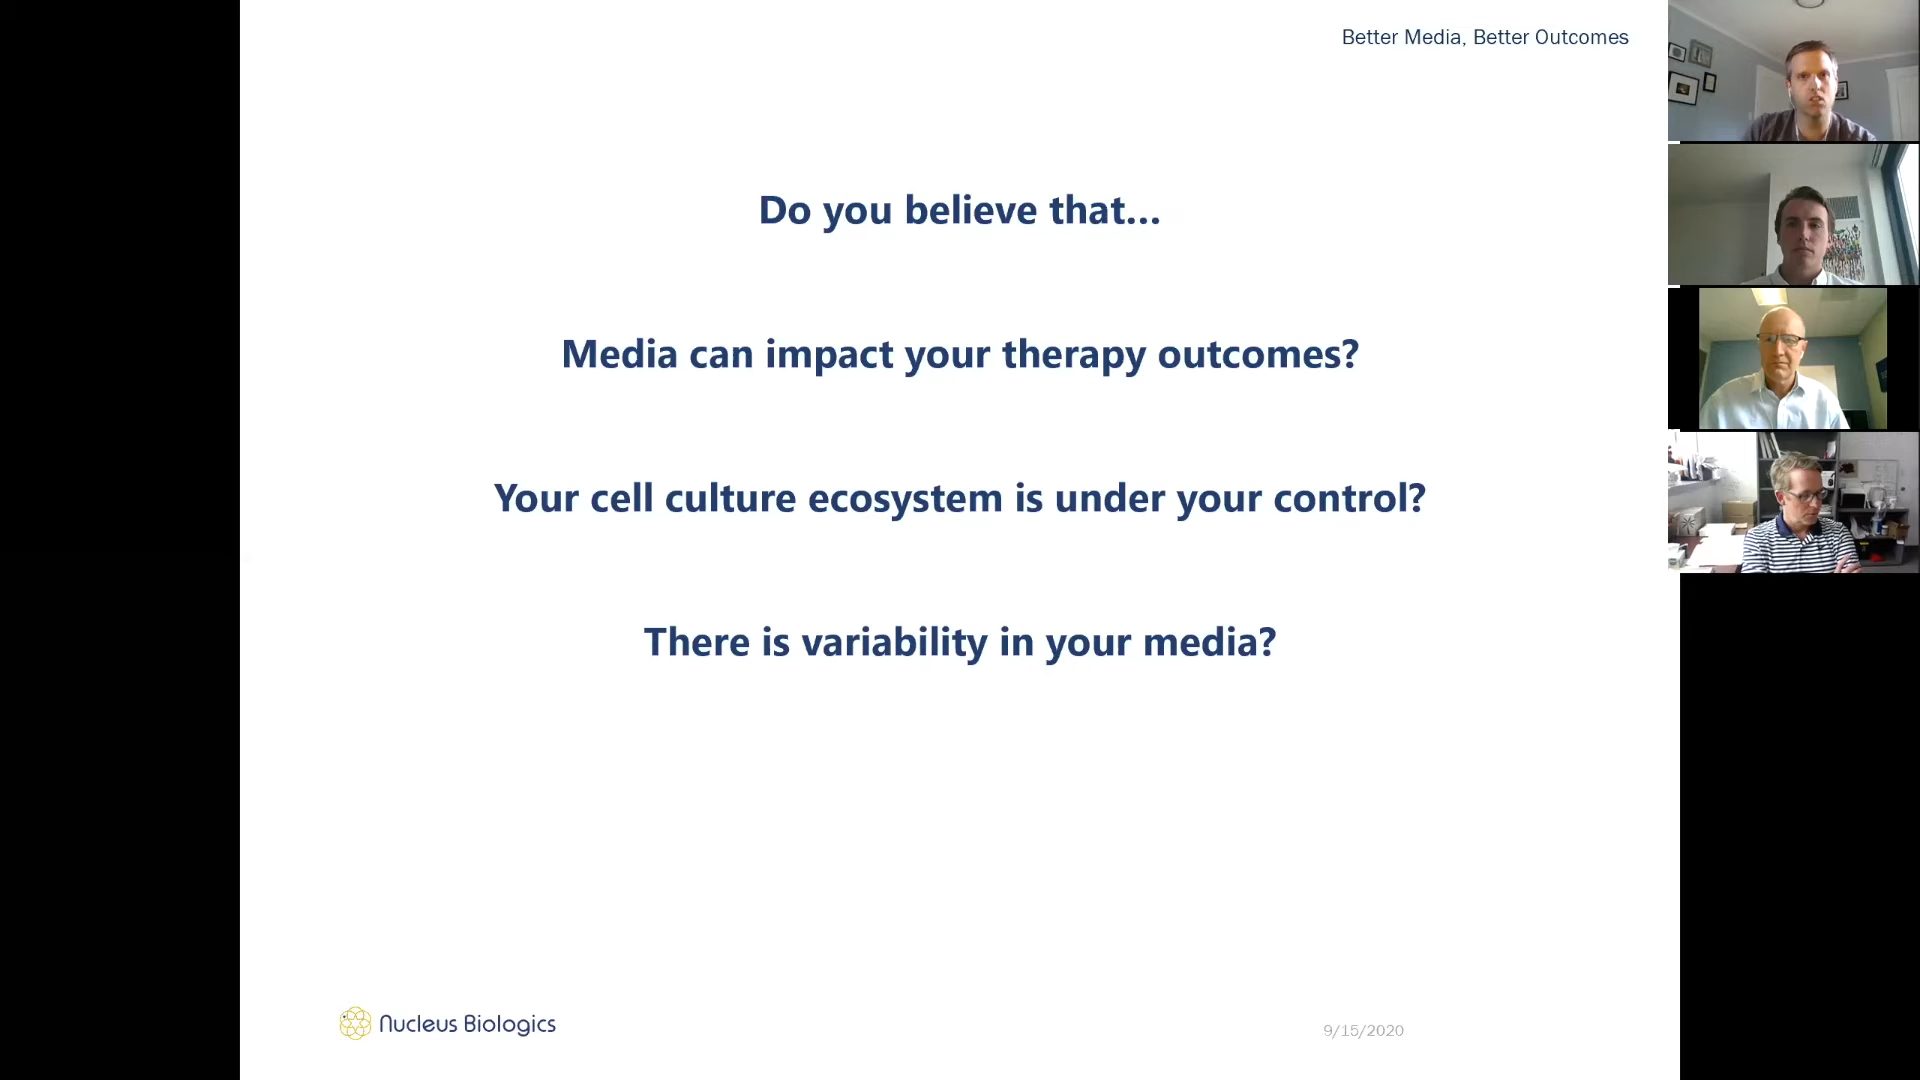 Better Media, Better Outcomes
Do you believe that...
Media can impact your therapy outcomes?
Your cell culture ecosystem is under your control?
There is variability in your media?
Nucleus Biologics
9/15/2020